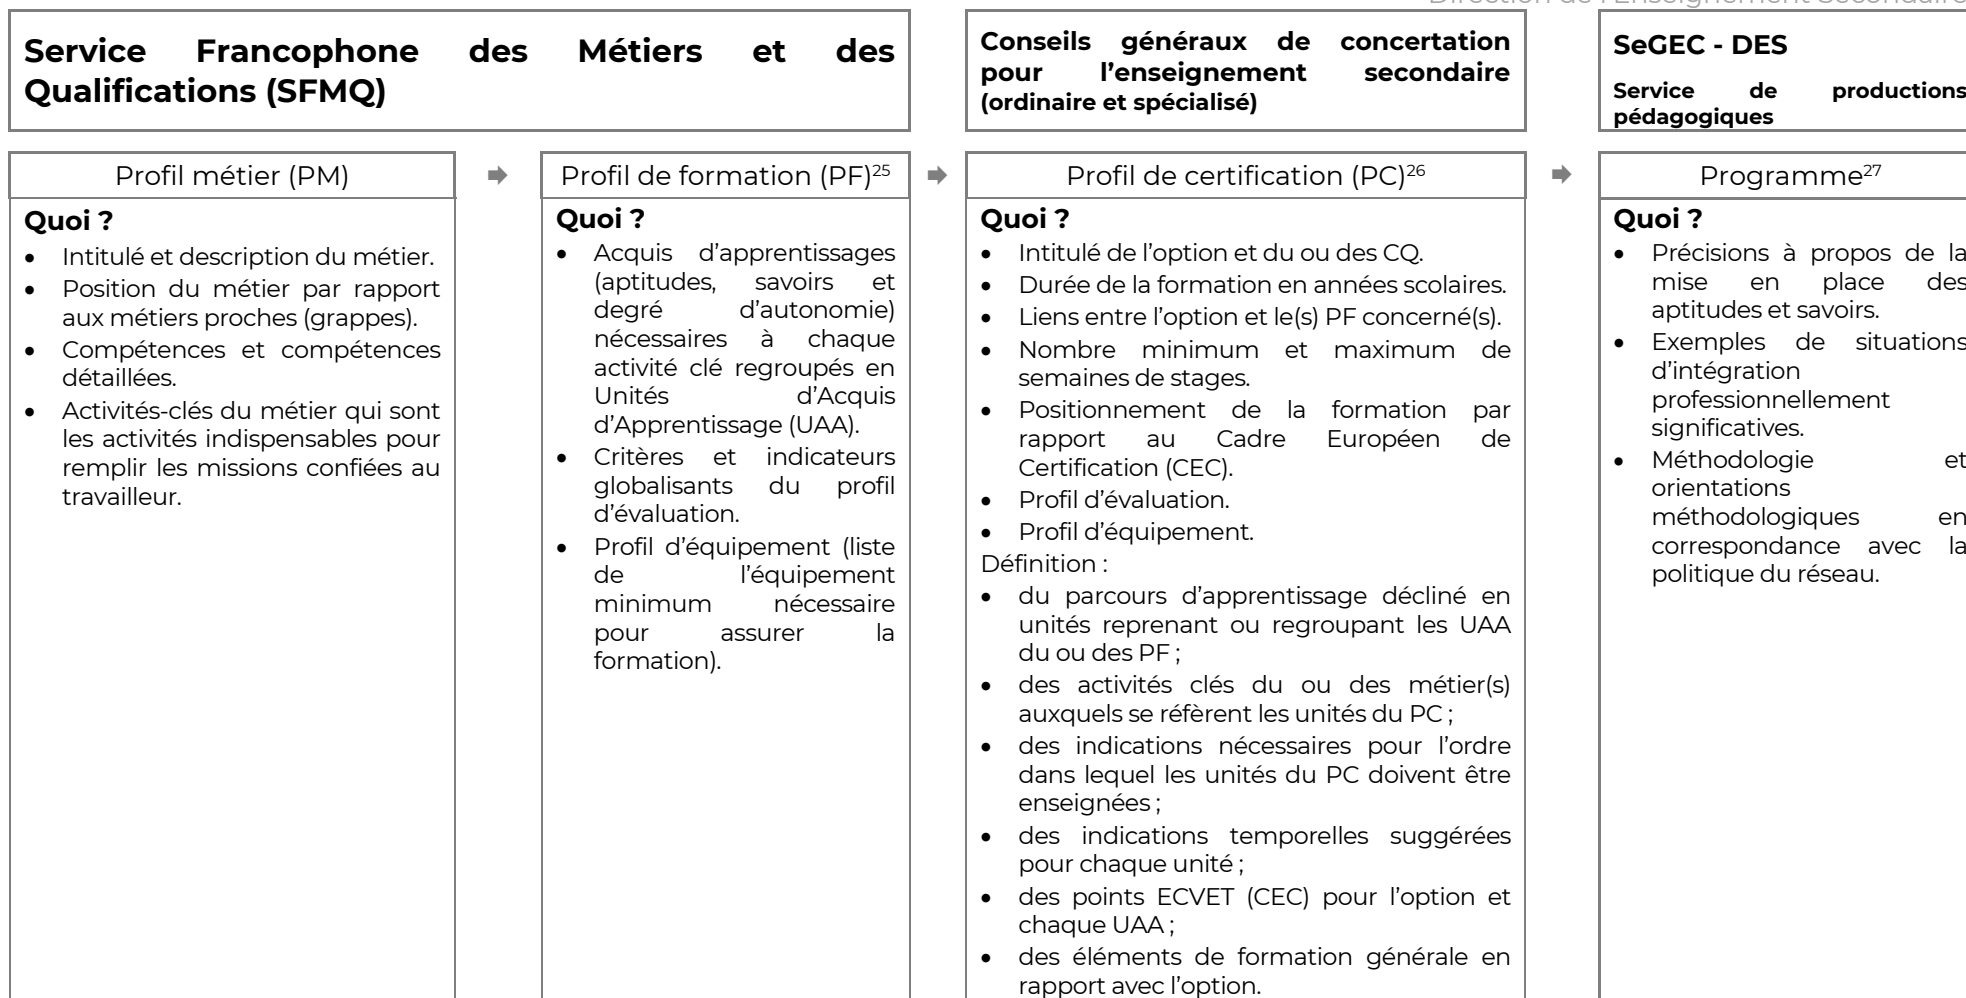 Direction de l'Enseignement Secondaire
Service Francophone des Métiers et des
Qualifications (SFMQ)
Conseils généraux de concertation
pour l'enseignement secondaire
(ordinaire et spécialisé)
SeGEC - DES
Service de productions
pédagogiques
Profil métier (PM)
Quoi ?
• Intitulé et description du métier.
• Position du métier par rapport
aux métiers proches (grappes).
• Compétences et compétences
détaillées.
• Activités-clés du métier qui sont
les activités indispensables pour
remplir les missions confiées au
travailleur.
Profil de formation (PF)25
Quoi ?
• Acquis d'apprentissages
(aptitudes, savoirs et
degré d'autonomie)
nécessaires à chaque
activité clé regroupés en
Unités d'Acquis
d'Apprentissage (UAA).
• Critères et indicateurs
globalisants du profil
d'évaluation.
• Profil d'équipement (liste
de l'équipement
minimum nécessaire
pour assurer la
formation).
Profil de certification (PC)26
Quoi ?
• Intitulé de l'option et du ou des CQ.
• Durée de la formation en années scolaires.
• Liens entre l'option et le(s) PF concerné(s).
• Nombre minimum et maximum de
semaines de stages.
• Positionnement de la formation par
rapport au Cadre Européen de
Certification (CEC).
• Profil d'évaluation.
• Profil d'équipement.
Définition :
• du parcours d'apprentissage décliné en
unités reprenant ou regroupant les UAA
du ou des PF ;
• des activités clés du ou des métier(s)
auxquels se réfèrent les unités du PC ;
• des indications nécessaires pour l'ordre
dans lequel les unités du PC doivent être
enseignées ;
• des indications temporelles suggérées
pour chaque unité ;
• des points ECVET (CEC) pour l'option et
chaque UAA ;
• des éléments de formation générale en
rapport avec l'option.
Programme27
Quoi ?
• Précisions à propos de la
mise en place des
aptitudes et savoirs.
• Exemples de situations
d'intégration
professionnellement
significatives.
• Méthodologie et
orientations
méthodologiques en
correspondance avec la
politique du réseau.